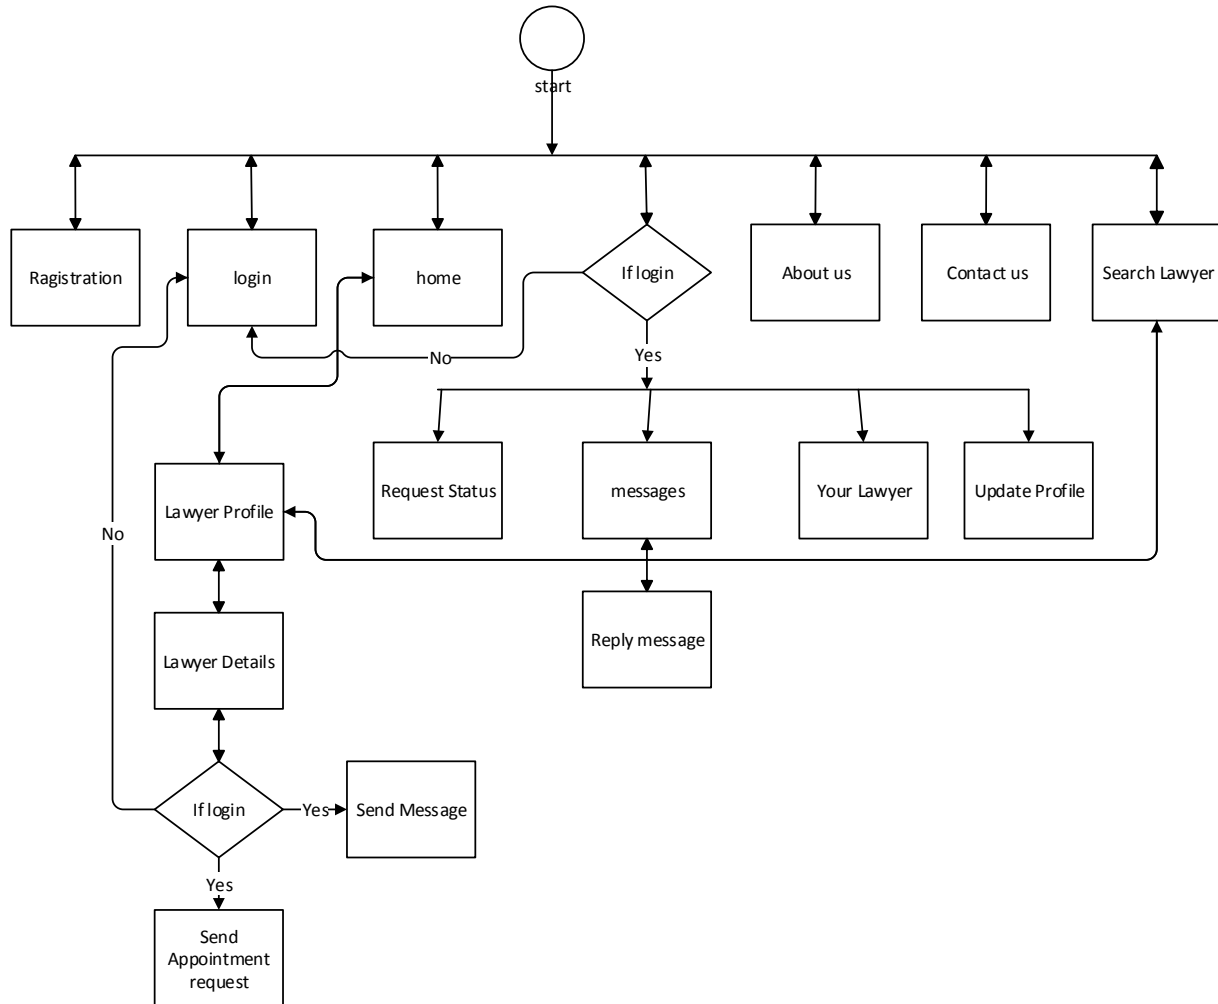 start
Ragistration
login
home
If login
About us
Contact us
Search Lawyer
No
Yes
Request Status
messages
Your Lawyer
Update Profile
Lawyer Profile
No
Reply message
Lawyer Details
If login
Yes
Send Message
Yes
Send
Appointment
request